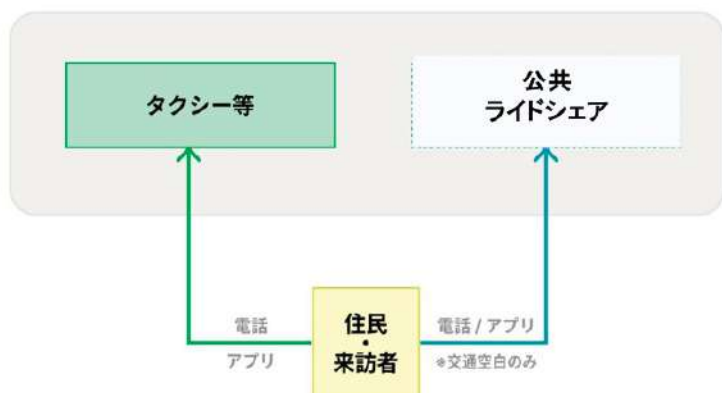 タクシー等
公共
ライドシェア
電話
アプリ
住民
・
来訪者
電話 / アプリ
*交通空白のみ